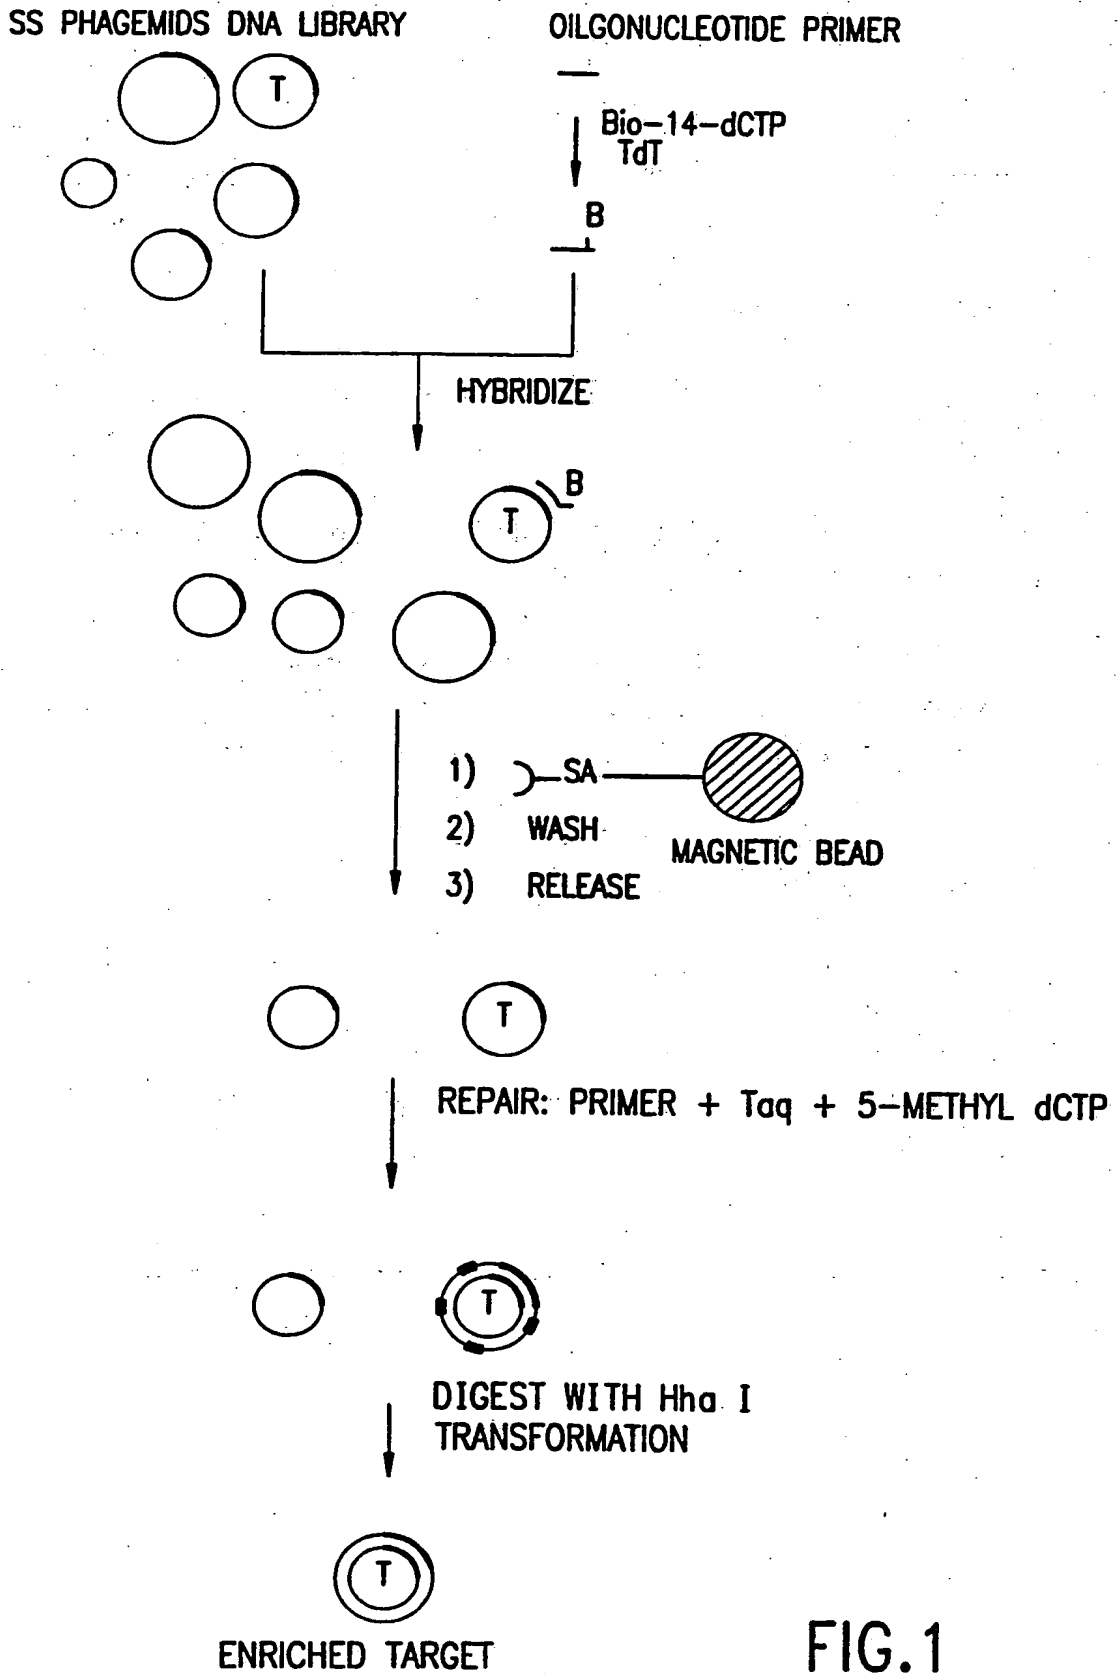 SS PHAGEMIDS DNA LIBRARY
OILGONUCLEOTIDE PRIMER
T
Bio-14-dCTP
TdT
B
HYBRIDIZE
B
T
1) SA
2) WASH
MAGNETIC BEAD
3) RELEASE
T
REPAIR: PRIMER + Taq + 5-METHYL dCTP
T
DIGEST WITH Hha I
TRANSFORMATION
T
ENRICHED TARGET
FIG.1